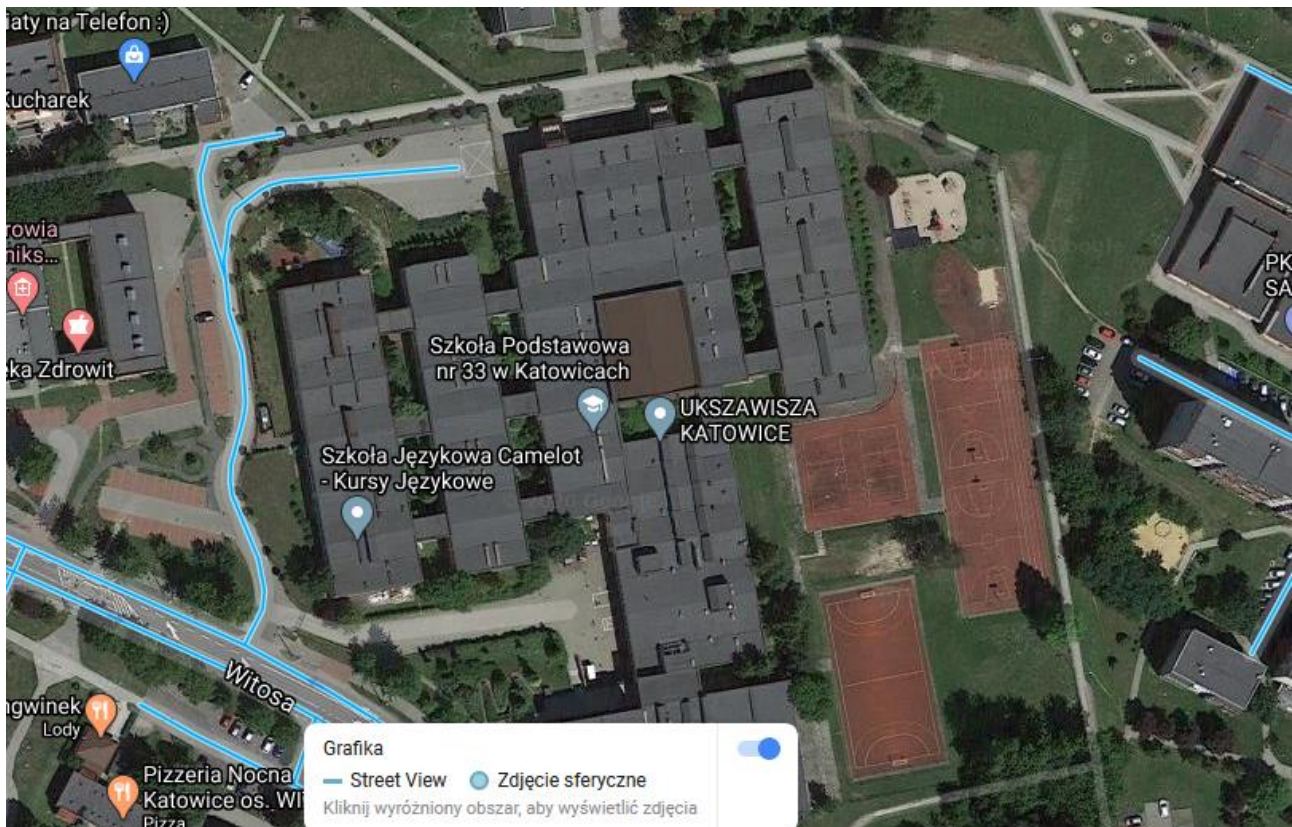 iaty na Telefon :)
Kucharek
rowia
niks...
eka Zdrowit
PK
SA
Szkoła Podstawowa
nr 33 w Katowicach
UKSZAWISZA
KATOWICE
Szkoła Językowa Camelot
- Kursy Językowe
Witosa
ngwinek
Lody
Pizzeria Nocna
Katowice os. WI
Pizza
Grafika
Street View
Zdjęcie sferyczne
Kliknij wyróżniony obszar, aby wyświetlić zdjęcia